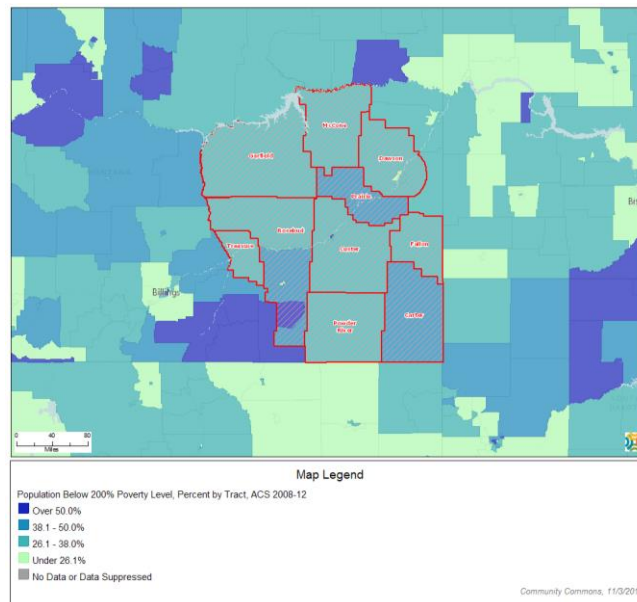 McCone
Garfield
Dawson
Prairie
Rosebud
Custer
Fallon
Treasure
Billings
Carter
Powder
River
0 40 80
Miles
Map Legend
Population Below 200% Poverty Level, Percent by Tract, ACS 2008-12
Over 50.0%
38.1 - 50.0%
26.1 - 38.0%
Under 26.1%
No Data or Data Suppressed
Community Commons, 11/3/201